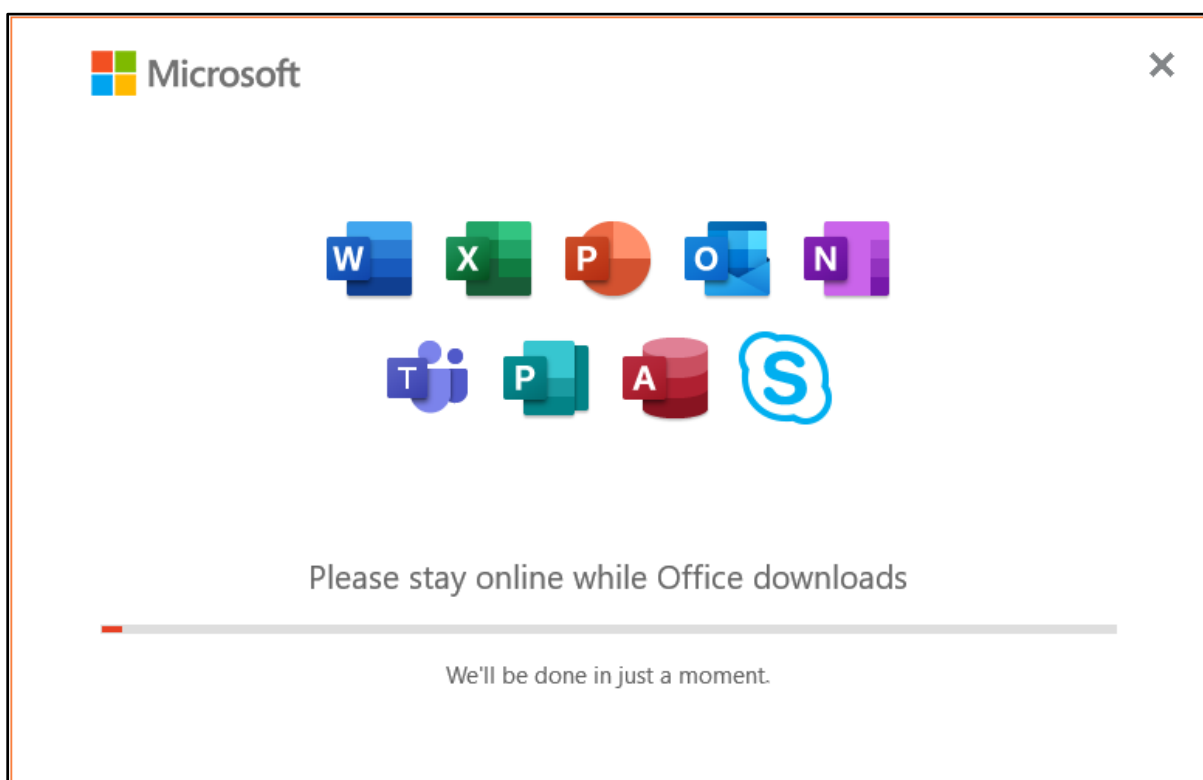 Microsoft
W X P O N
T P A S
Please stay online while Office downloads
We'll be done in just a moment.